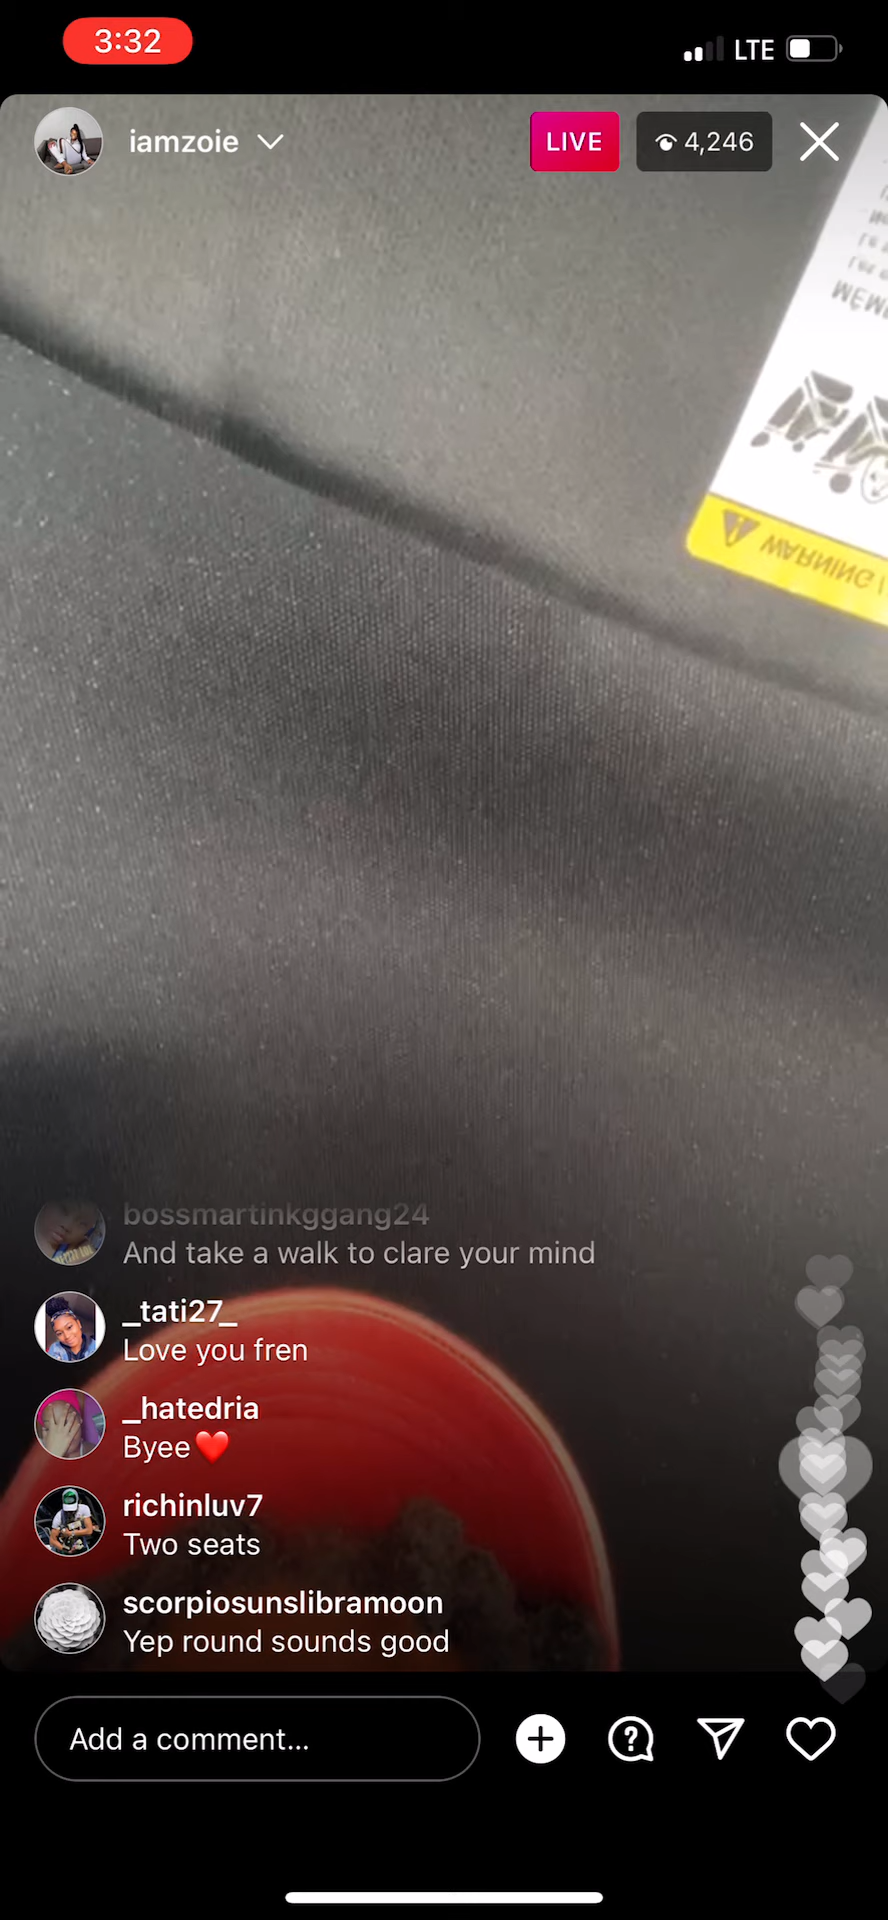 3:32
LTE
iamzoie
LIVE
4,246
WARNING
bossmartinkggang24
And take a walk to clare your mind
_tati27_
Love you fren
_hatedria
Byee❤️
richinluv7
Two seats
scorpiosunslibramoon
Yep round sounds good
Add a comment...